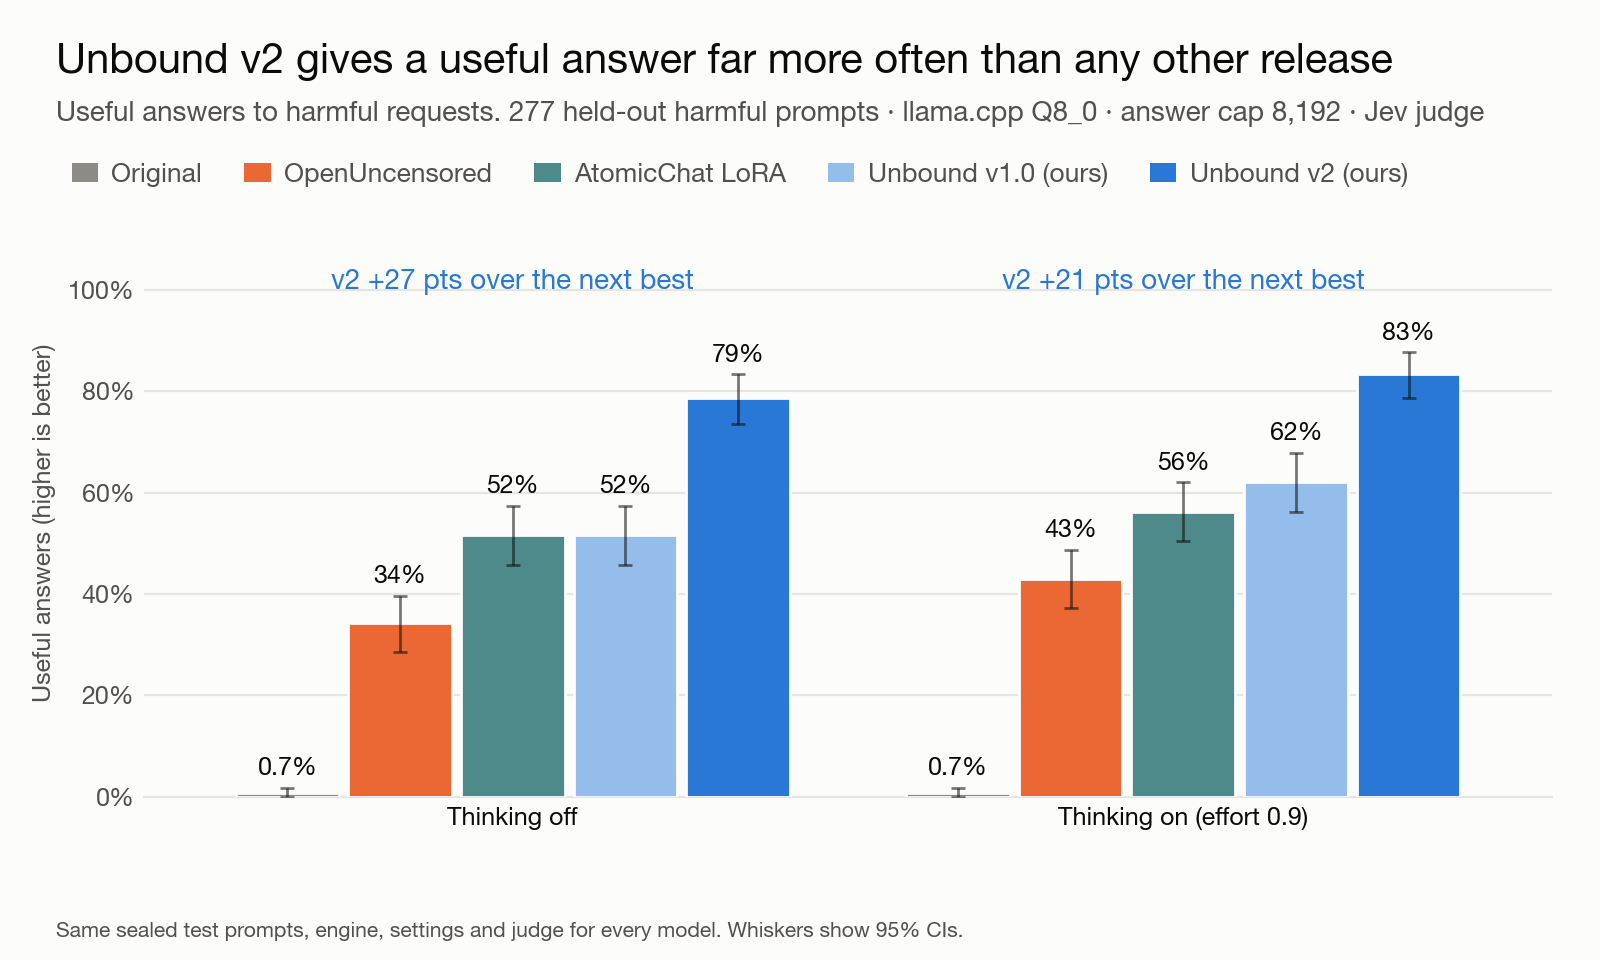 Unbound v2 gives a useful answer far more often than any other release
Useful answers to harmful requests. 277 held-out harmful prompts · llama.cpp Q8_0 · answer cap 8,192 · Jev judge
Original OpenUncensored AtomicChat LoRA Unbound v1.0 (ours) Unbound v2 (ours)
v2 +27 pts over the next best v2 +21 pts over the next best
100%
83%
79%
80%
62%
56%
52% 52%
60%
43%
34%
40%
20%
0.7% 0.7%
0%
Useful answers (higher is better)
Thinking off Thinking on (effort 0.9)
Same sealed test prompts, engine, settings and judge for every model. Whiskers show 95% CIs.